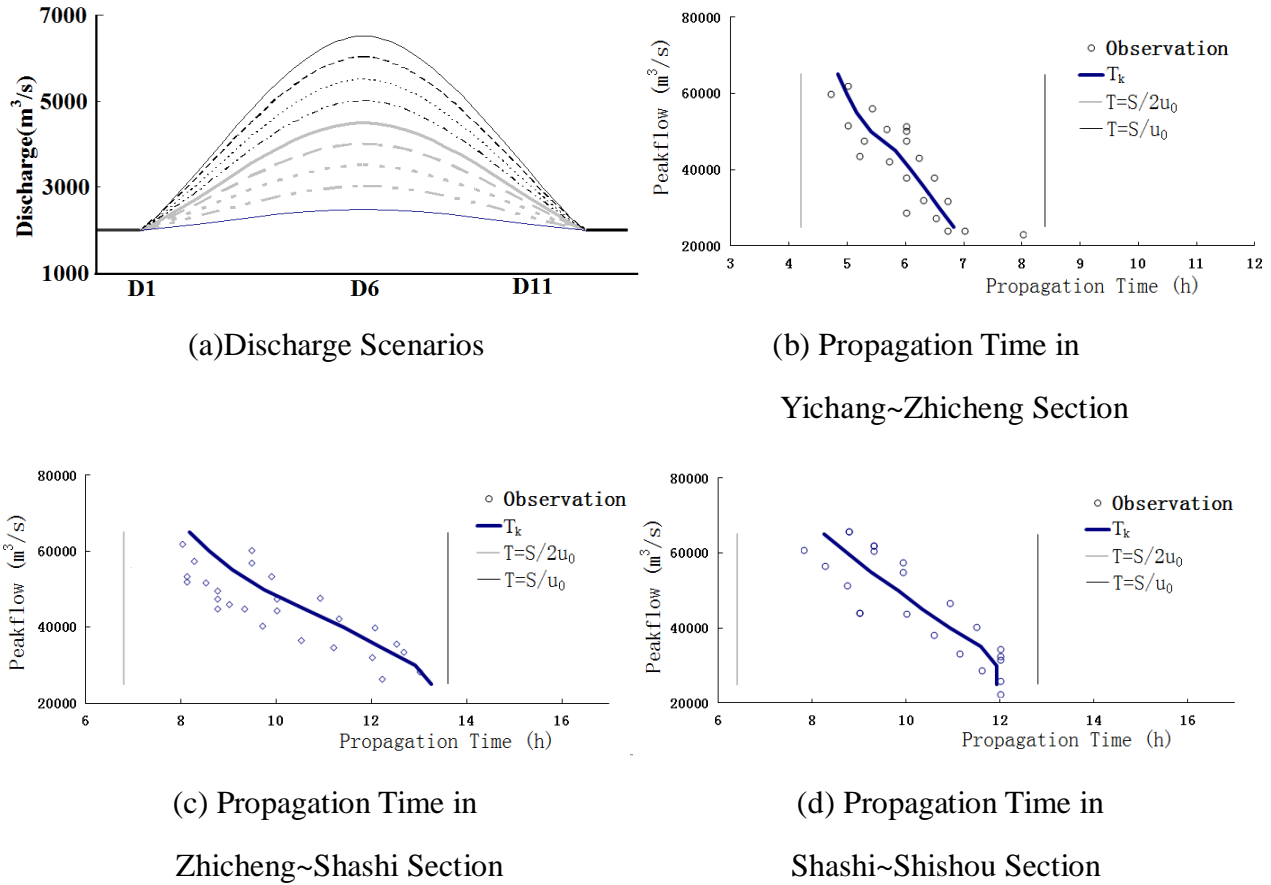 7000
5000
3000
1000
Discharge(m³/s)
D1 D6 D11
(a)Discharge Scenarios
80000
60000
40000
20000
Peakflow (m³/s)
3 4 5 6 7 8 9 10 11 12
Propagation Time (h)
Observation
Tₖ
T=S/2u₀
T=S/u₀
(b) Propagation Time in
Yichang~Zhicheng Section
80000
60000
40000
20000
Peakflow (m³/s)
6 8 10 12 14 16
Propagation Time (h)
Observation
Tₖ
T=S/2u₀
T=S/u₀
(c) Propagation Time in
Zhicheng~Shashi Section
80000
60000
40000
20000
Peakflow (m³/s)
6 8 10 12 14 16
Propagation Time (h)
Observation
Tₖ
T=S/2u₀
T=S/u₀
(d) Propagation Time in
Shashi~Shishou Section